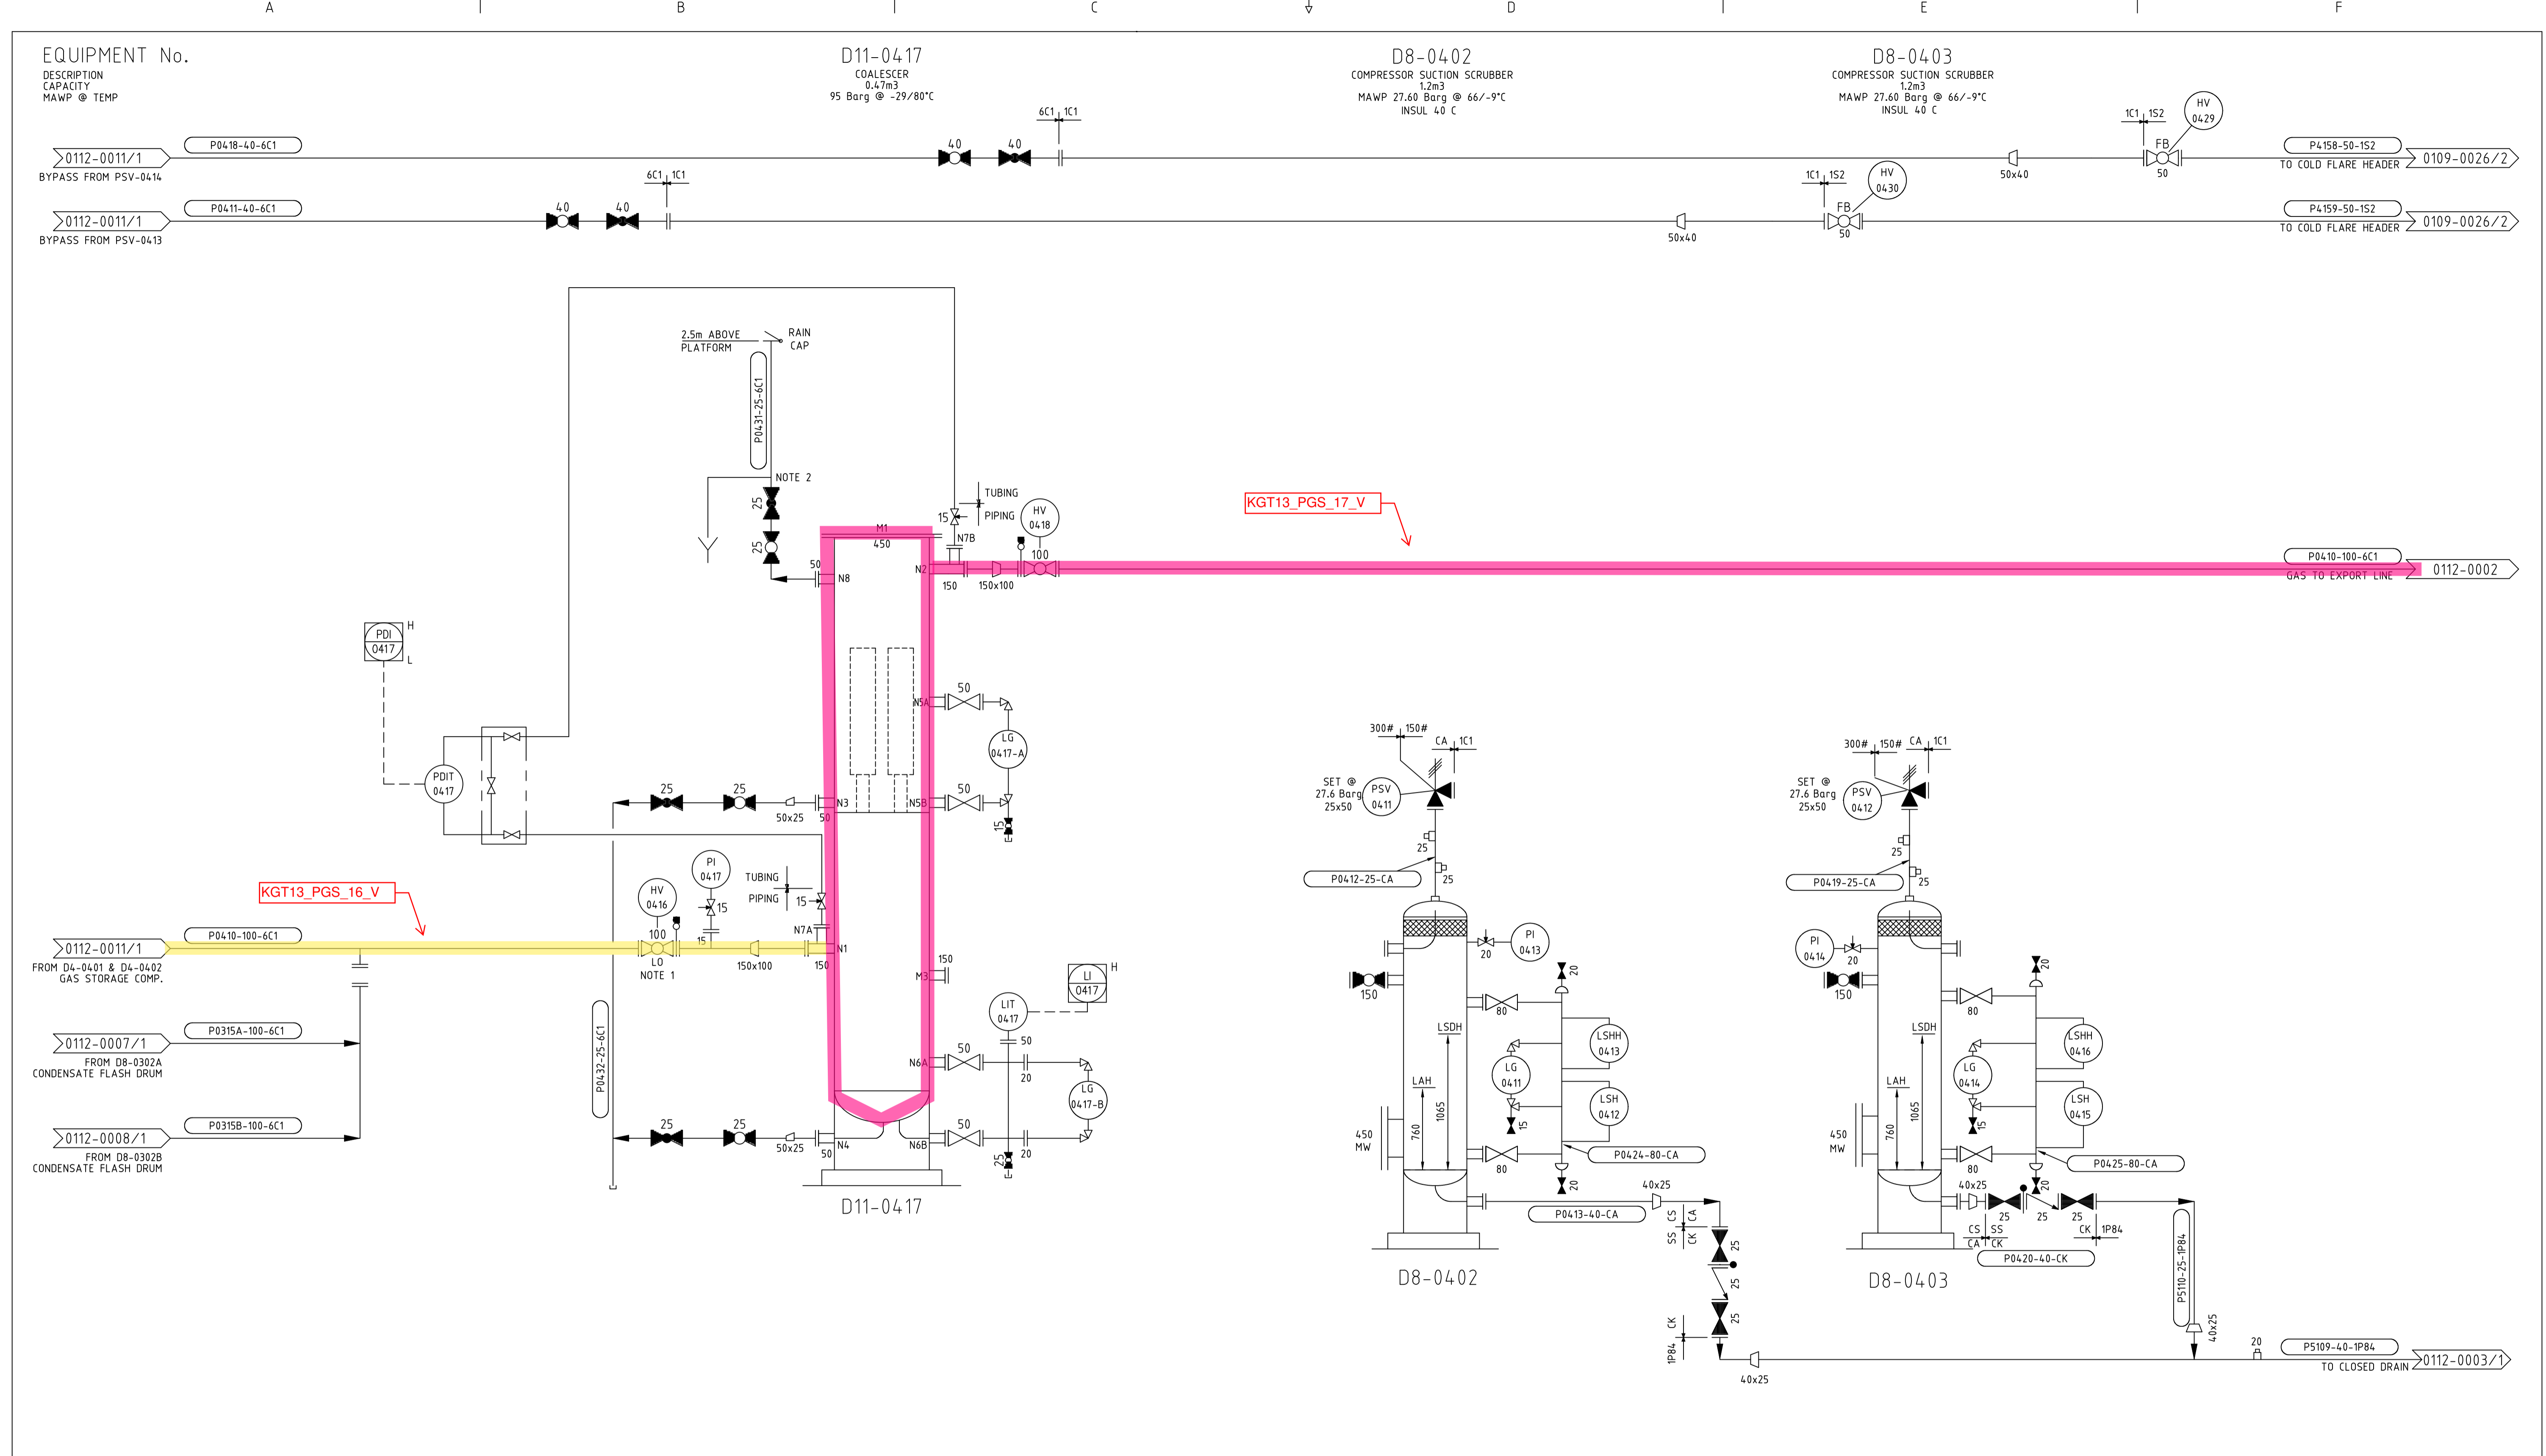 A
B
C
D
E
F
EQUIPMENT No.
DESCRIPTION
CAPACITY
MAWP @ TEMP
D11-0417
COALESCER
0.47m3
95 Barg @ -29/80°C
D8-0402
COMPRESSOR SUCTION SCRUBBER
1.2m3
MAWP 27.60 Barg @ 66/-9°C
INSUL 40 C
D8-0403
COMPRESSOR SUCTION SCRUBBER
1.2m3
MAWP 27.60 Barg @ 66/-9°C
INSUL 40 C
0112-0011/1
P0418-40-6C1
BYPASS FROM PSV-0414
40
40
6C1
1C1
50x40
1C1
1S2
FB
50
HV
0429
P4158-50-1S2
TO COLD FLARE HEADER
0109-0026/2
0112-0011/1
P0411-40-6C1
BYPASS FROM PSV-0413
40
40
6C1
1C1
50x40
1C1
1S2
FB
50
HV
0430
P4159-50-1S2
TO COLD FLARE HEADER
0109-0026/2
2.5m ABOVE
PLATFORM
RAIN
CAP
P0431-25-6C1
NOTE 2
25
25
50
N8
M1
450
15
TUBING
PIPING
N7B
HV
0418
N2
150
150x100
100
KGT13_PGS_17_V
P0410-100-6C1
GAS TO EXPORT LINE
0112-0002
PDI
0417
H
L
PDIT
0417
N5A
50
LG
0417-A
N5B
50
15
25
25
50x25
50
N3
KGT13_PGS_16_V
0112-0011/1
P0410-100-6C1
FROM D4-0401 & D4-0402
GAS STORAGE COMP.
HV
0416
100
LO
NOTE 1
PI
0417
15
15
150x100
TUBING
PIPING
15
N7A
150
N1
0112-0007/1
P0315A-100-6C1
FROM D8-0302A
CONDENSATE FLASH DRUM
0112-0008/1
P0315B-100-6C1
FROM D8-0302B
CONDENSATE FLASH DRUM
P0432-25-6C1
25
25
50x25
50
N4
M3
150
LIT
0417
LI
0417
H
50
N6A
50
20
LG
0417-B
N6B
50
20
25
D11-0417
300#
150#
CA
1C1
SET @
27.6 Barg
25x50
PSV
0411
25
25
P0412-25-CA
PI
0413
20
150
80
20
LSHH
0413
LSDH
LG
0411
LAH
LSH
0412
15
1065
760
450
MW
80
20
P0424-80-CA
P0413-40-CA
40x25
CS
CA
SS
CK
25
25
25
CK
1P84
40x25
D8-0402
300#
150#
CA
1C1
SET @
27.6 Barg
25x50
PSV
0412
25
25
P0419-25-CA
PI
0414
20
150
80
20
LSHH
0416
LSDH
LG
0414
LAH
LSH
0415
15
1065
760
450
MW
80
20
P0425-80-CA
40x25
25
25
25
CS
SS
CA
CK
CK
1P84
P0420-40-CK
P5110-25-1P84
40x25
D8-0403
20
P5109-40-1P84
TO CLOSED DRAIN
0112-0003/1